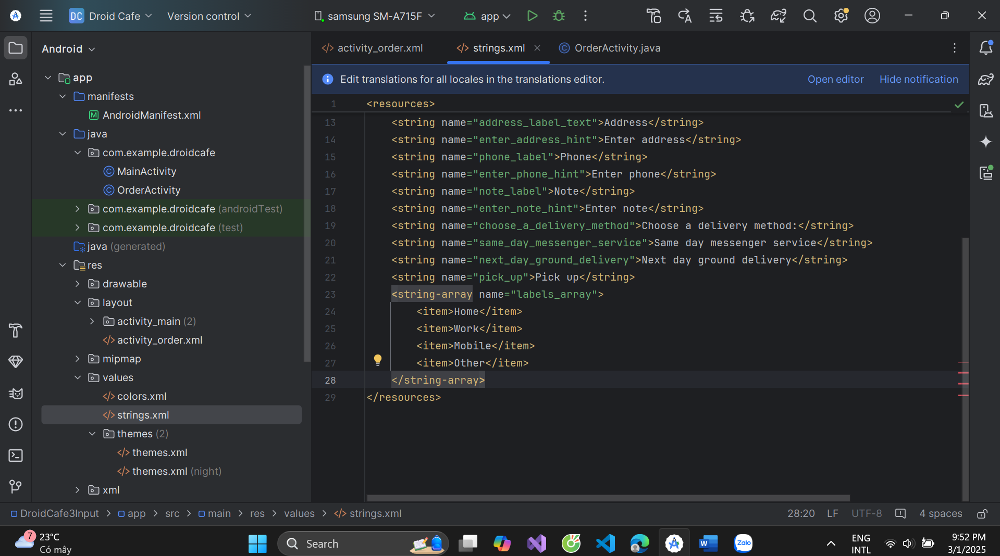 DC Droid Cafe Version control samsung SM-A715F app
Android
app
manifests
AndroidManifest.xml
java
com.example.droidcafe
MainActivity
OrderActivity
com.example.droidcafe (androidTest)
com.example.droidcafe (test)
java (generated)
res
drawable
layout
activity_main (2)
activity_order.xml
mipmap
values
colors.xml
strings.xml
themes (2)
themes.xml
themes.xml (night)
xml
activity_order.xml strings.xml OrderActivity.java
Edit translations for all locales in the translations editor. Open editor Hide notification
1 <resources>
13 <string name="address_label_text">Address</string>
14 <string name="enter_address_hint">Enter address</string>
15 <string name="phone_label">Phone</string>
16 <string name="enter_phone_hint">Enter phone</string>
17 <string name="note_label">Note</string>
18 <string name="enter_note_hint">Enter note</string>
19 <string name="choose_a_delivery_method">Choose a delivery method:</string>
20 <string name="same_day_messenger_service">Same day messenger service</string>
21 <string name="next_day_ground_delivery">Next day ground delivery</string>
22 <string name="pick_up">Pick up</string>
23 <string-array name="labels_array">
24 <item>Home</item>
25 <item>Work</item>
26 <item>Mobile</item>
27 <item>Other</item>
28 </string-array>
29 </resources>
DroidCafe3Input > app > src > main > res > values > strings.xml 28:20 LF UTF-8 4 spaces
7 23°C
Có mây
Search
Zalo
ENG
INTL
9:52 PM
3/1/2025